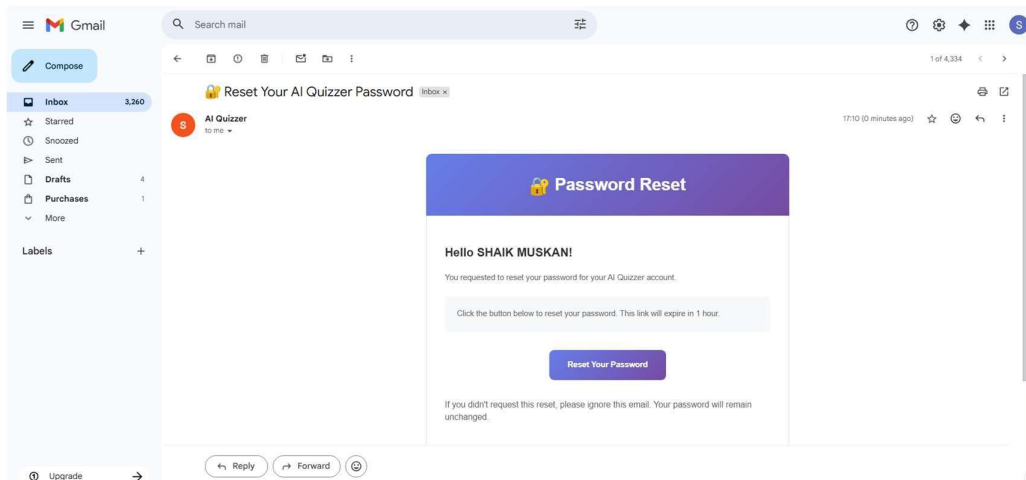 Gmail
Search mail
S
Compose
1 of 4,334
Inbox 3,260
Starred
Snoozed
Sent
Drafts 4
Purchases 1
More
Labels
Upgrade
🔐 Reset Your AI Quizzer Password Inbox ×
S
AI Quizzer
17:10 (0 minutes ago)
to me
🔐 Password Reset
Hello SHAIK MUSKAN!
You requested to reset your password for your AI Quizzer account.
Click the button below to reset your password. This link will expire in 1 hour.
Reset Your Password
If you didn't request this reset, please ignore this email. Your password will remain
unchanged.
Reply
Forward